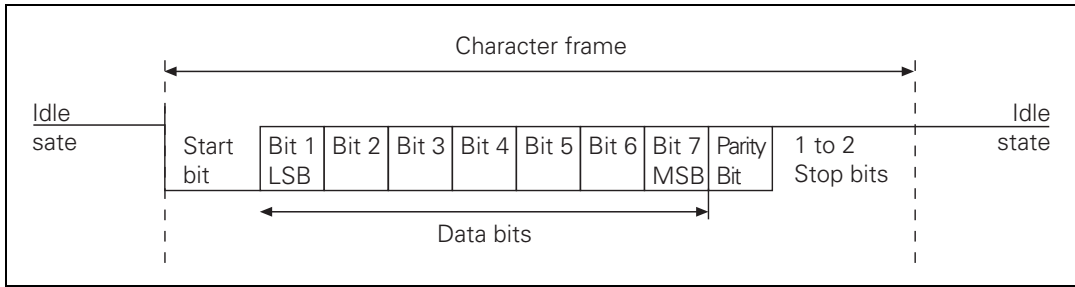 Character frame
Idle
sate
Idle
state
Start
bit
Bit 1
LSB
Bit 2
Bit 3
Bit 4
Bit 5
Bit 6
Bit 7
MSB
Parity
Bit
1 to 2
Stop bits
Data bits